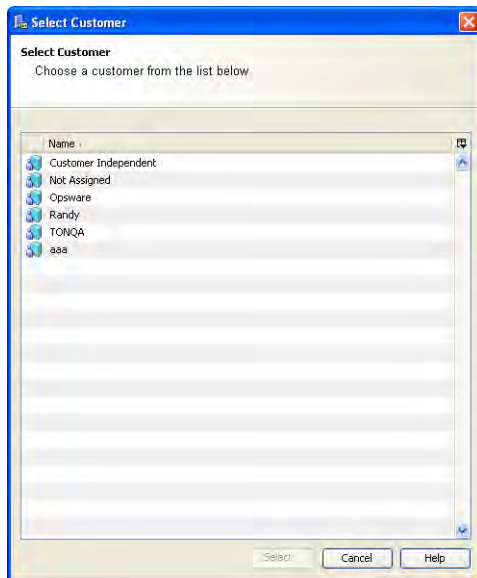 Select Customer
Select Customer
Choose a customer from the list below
Name
Customer Independent
Not Assigned
Opsware
Randy
TONQA
aaa
Select
Cancel
Help